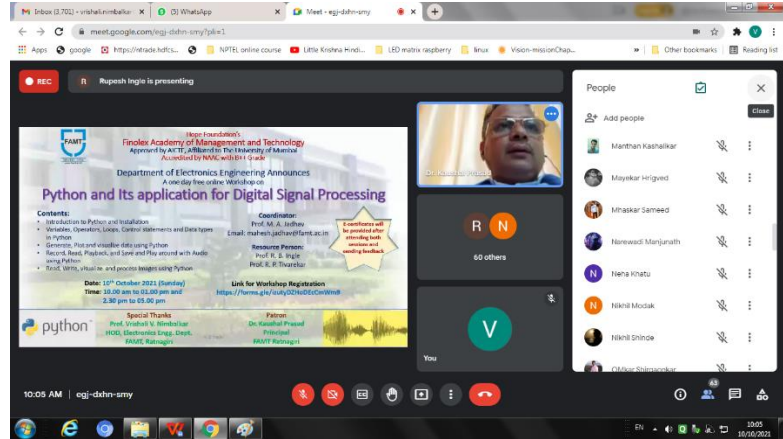 Inbox (3,701) - vrishali.nimbalkar
(5) WhatsApp
Meet - egj-dxhn-smy
meet.google.com/egj-dxhn-smy?pli=1
Apps
google
https://ntrade.hdfcs...
NPTEL online course
Little Krishna Hindi...
LED matrix raspberry
linux
Vision-missionChap...
»
Other bookmarks
Reading list
REC
R
Rupesh Ingle is presenting
FAMT
Hope Foundation's
Finolex Academy of Management and Technology
Approved by AICTE, Affiliated to The University of Mumbai
Accredited by NAAC with B++ Grade
Department of Electronics Engineering Announces
A one day free online Workshop on
Python and Its application for Digital Signal Processing
Contents:
• Introduction to Python and Installation
• Variables, Operators, Loops, Control statements and Data types
in Python
• Generate, Plot and visualize data using Python
• Record, Read, Playback, and Save and Play around with Audio
using Python
• Read, Write, visualize and process Images using Python
Coordinator:
Prof. M. A. Jadhav
Email: mahesh.jadhav@famt.ac.in
Resource Person:
Prof. R. B. Ingle
Prof. R. P. Tivarekar
E-certificates will
be provided after
attending both
sessions and
sending feedback
Date: 10th October 2021 (Sunday)
Time: 10.00 am to 01.00 pm and
2.30 pm to 05.00 pm
Link for Workshop Registration
python
Special Thanks
Prof. Vrishali V. Nimbalkar
HOD, Electronics Engg. Dept.
FAMT, Ratnagiri
Patron
Dr. Kaushal Prasad
Principal
FAMT Ratnagiri
Dr. Kaushal Prasad
R N
60 others
V
You
People
Close
Add people
Manthan Kashalkar
Mayekar Hrigved
Mhaskar Sameed
Narewadi Manjunath
N
Neha Khatu
N
Nikhil Modak
Nikhil Shinde
OMkar Shirgaonkar
10:05 AM | egj-dxhn-smy
63
EN
10:05
10/10/2021